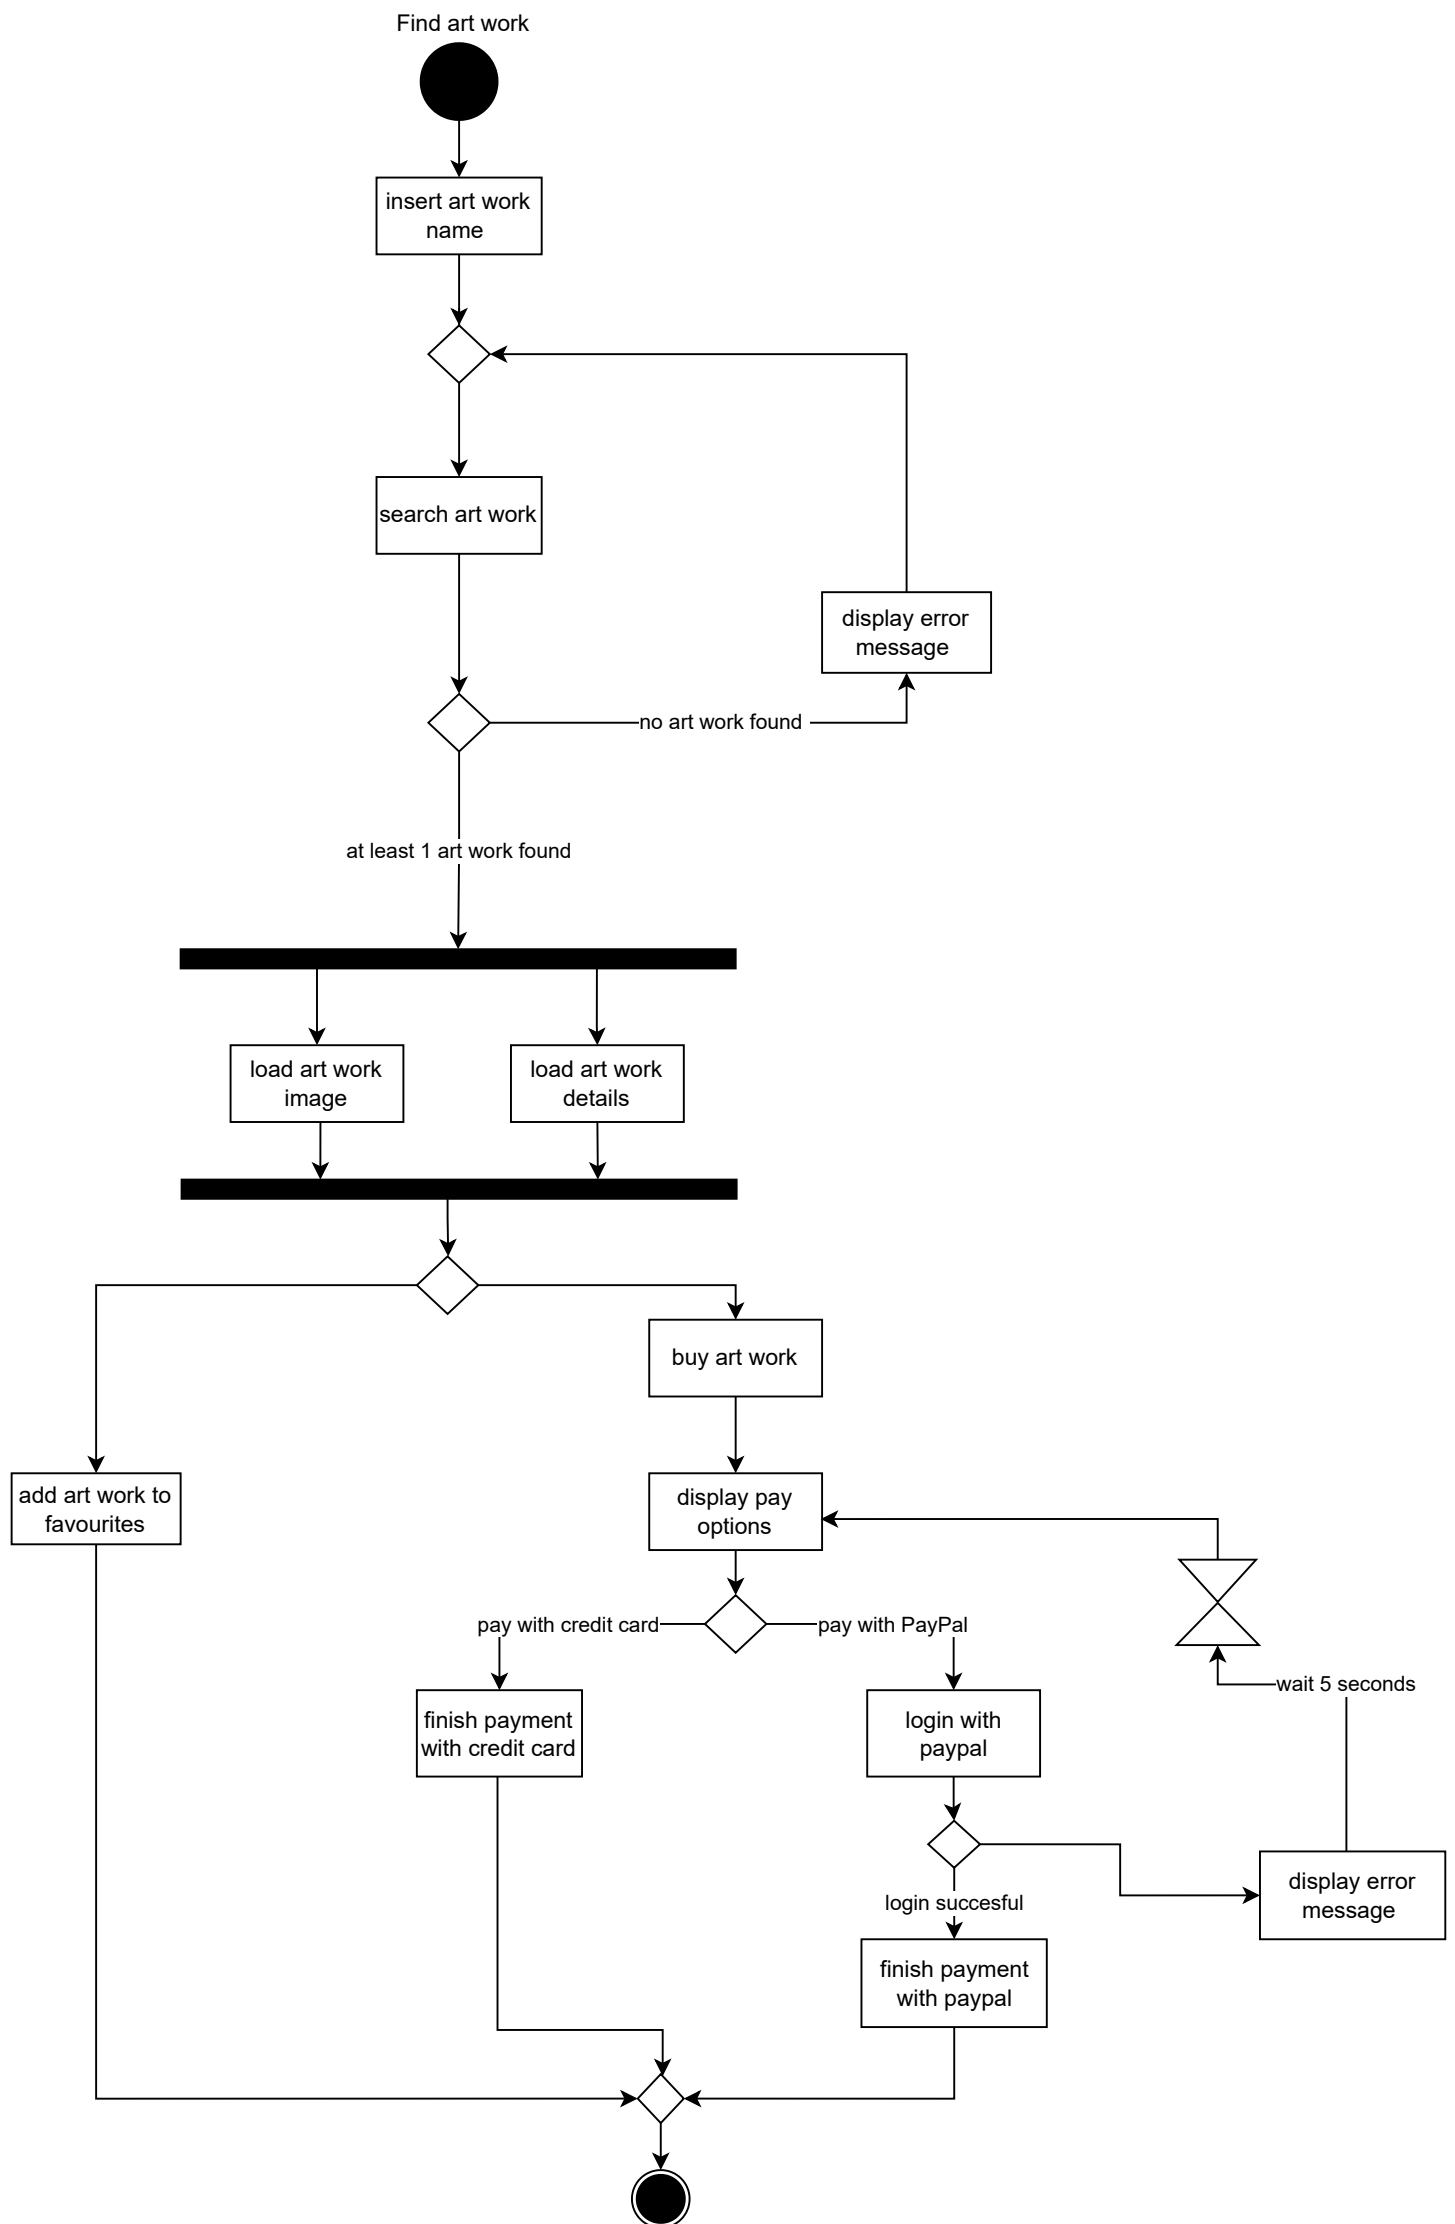 Find art work
insert art work
name
search art work
display error
message
no art work found
at least 1 art work found
load art work
image
load art work
details
buy art work
add art work to
favourites
display pay
options
pay with credit card
pay with PayPal
wait 5 seconds
finish payment
with credit card
login with
paypal
display error
message
login succesful
finish payment
with paypal